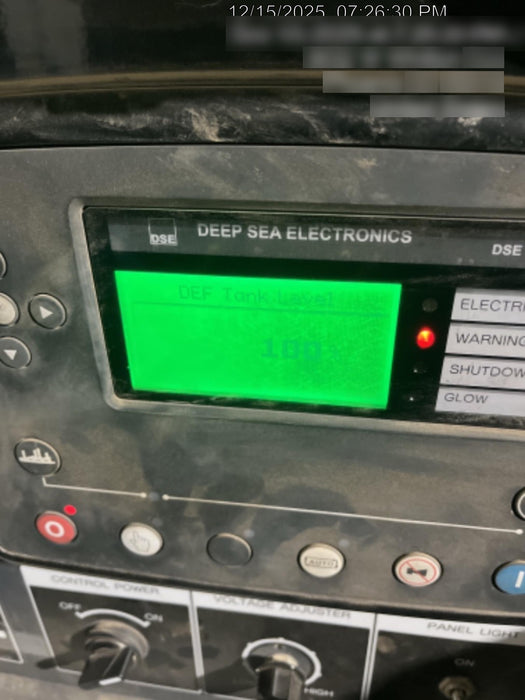 12/15/2025 07:26:30 PM
DSE
DEEP SEA ELECTRONICS
DSE
DEF Tank Level
100
ELECTRI
WARNING
SHUTDOW
GLOW
AUTO
CONTROL POWER
OFF
ON
VOLTAGE ADJUSTER
HIGH
PANEL LIGHT
ON